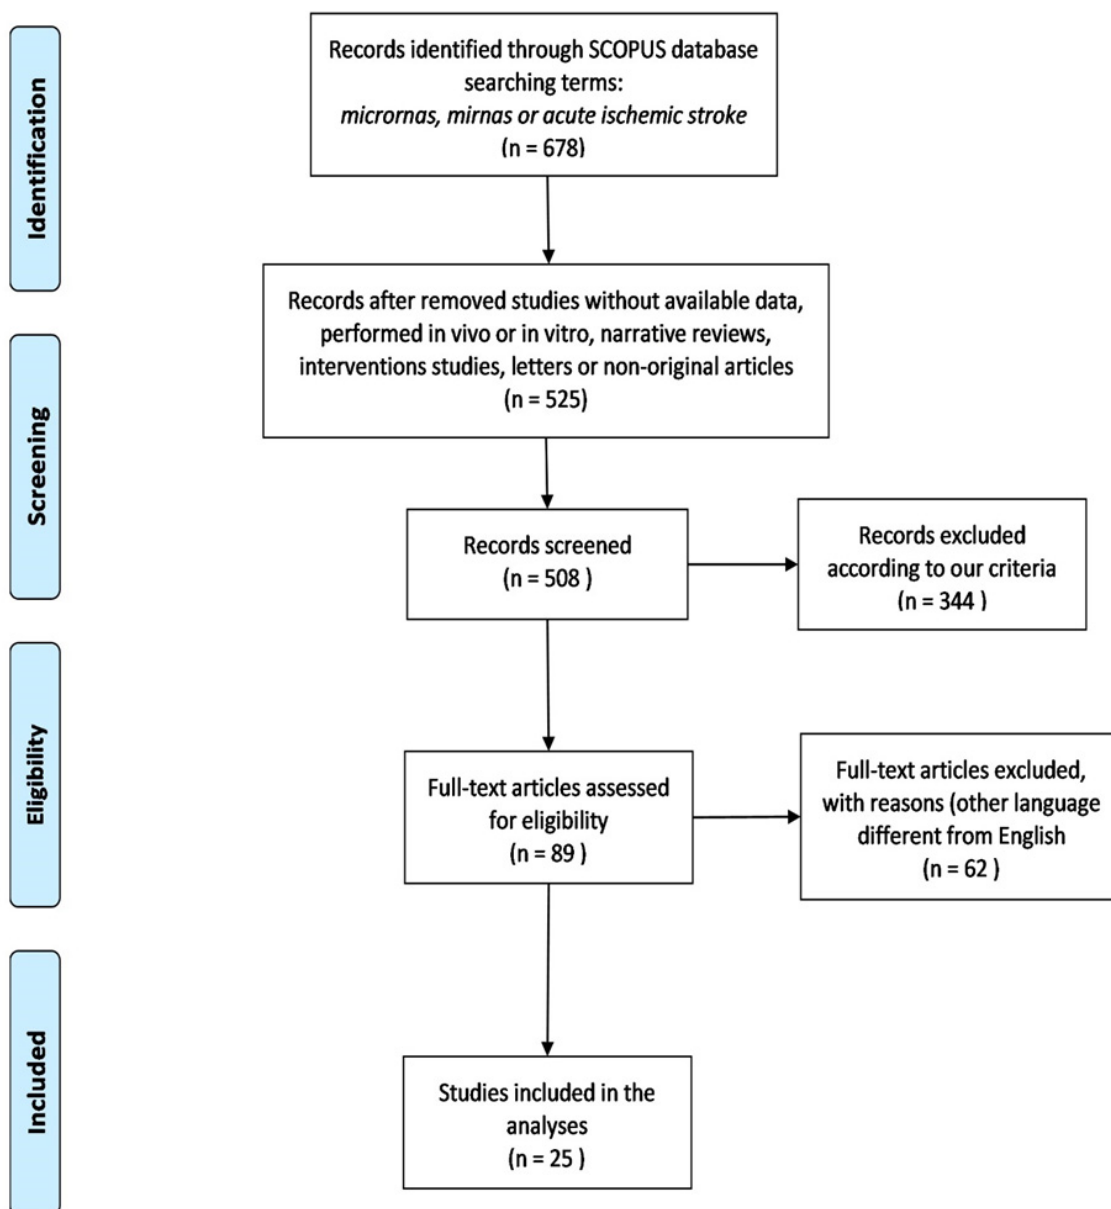 Identification
Records identified through SCOPUS database
searching terms:
micrornas, mirnas or acute ischemic stroke
(n = 678)
Records after removed studies without available data,
performed in vivo or in vitro, narrative reviews,
interventions studies, letters or non-original articles
(n = 525)
Screening
Records screened
(n = 508 )
Records excluded
according to our criteria
(n = 344 )
Eligibility
Full-text articles assessed
for eligibility
(n = 89 )
Full-text articles excluded,
with reasons (other language
different from English
(n = 62 )
Included
Studies included in the
analyses
(n = 25 )